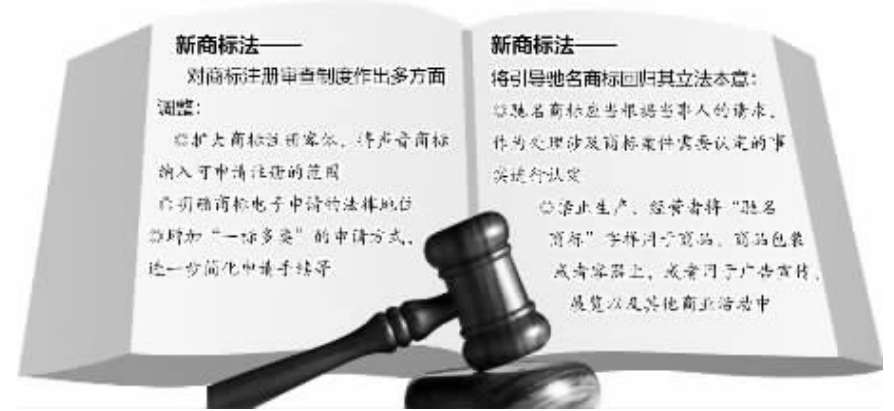 新商标法——
对商标注册审查制度作出多方面
调整：
◎扩大商标注册客体，将声音商标
纳入可申请注册的范围
◎明确商标电子申请的法律地位
◎增加“一标多类”的申请方式，
进一步简化申请手续等
新商标法——
将引导驰名商标回归其立法本意：
◎驰名商标应当根据当事人的请求，
作为处理涉及商标案件需要认定的事
实进行认定
◎禁止生产、经营者将“驰名
商标”字样用于商品、商品包装
或者容器上，或者用于广告宣传、
展览以及其他商业活动中